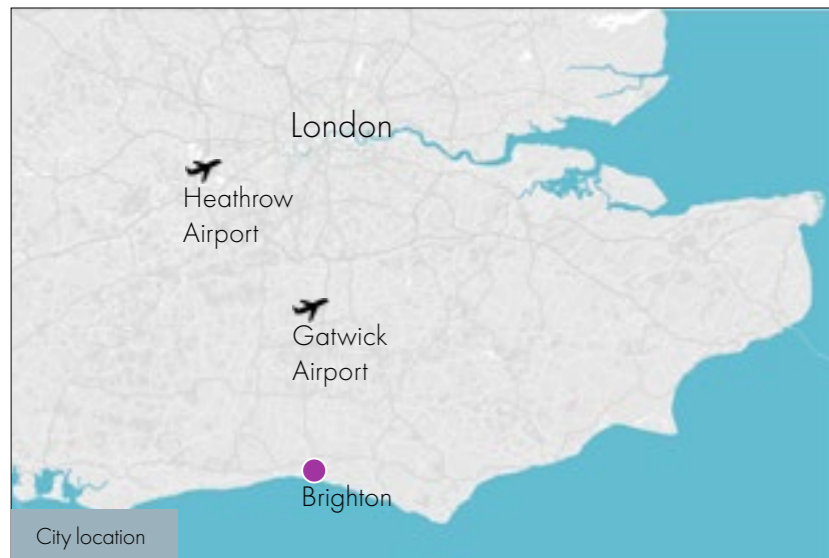 London
Heathrow
Airport
Gatwick
Airport
Brighton
City location